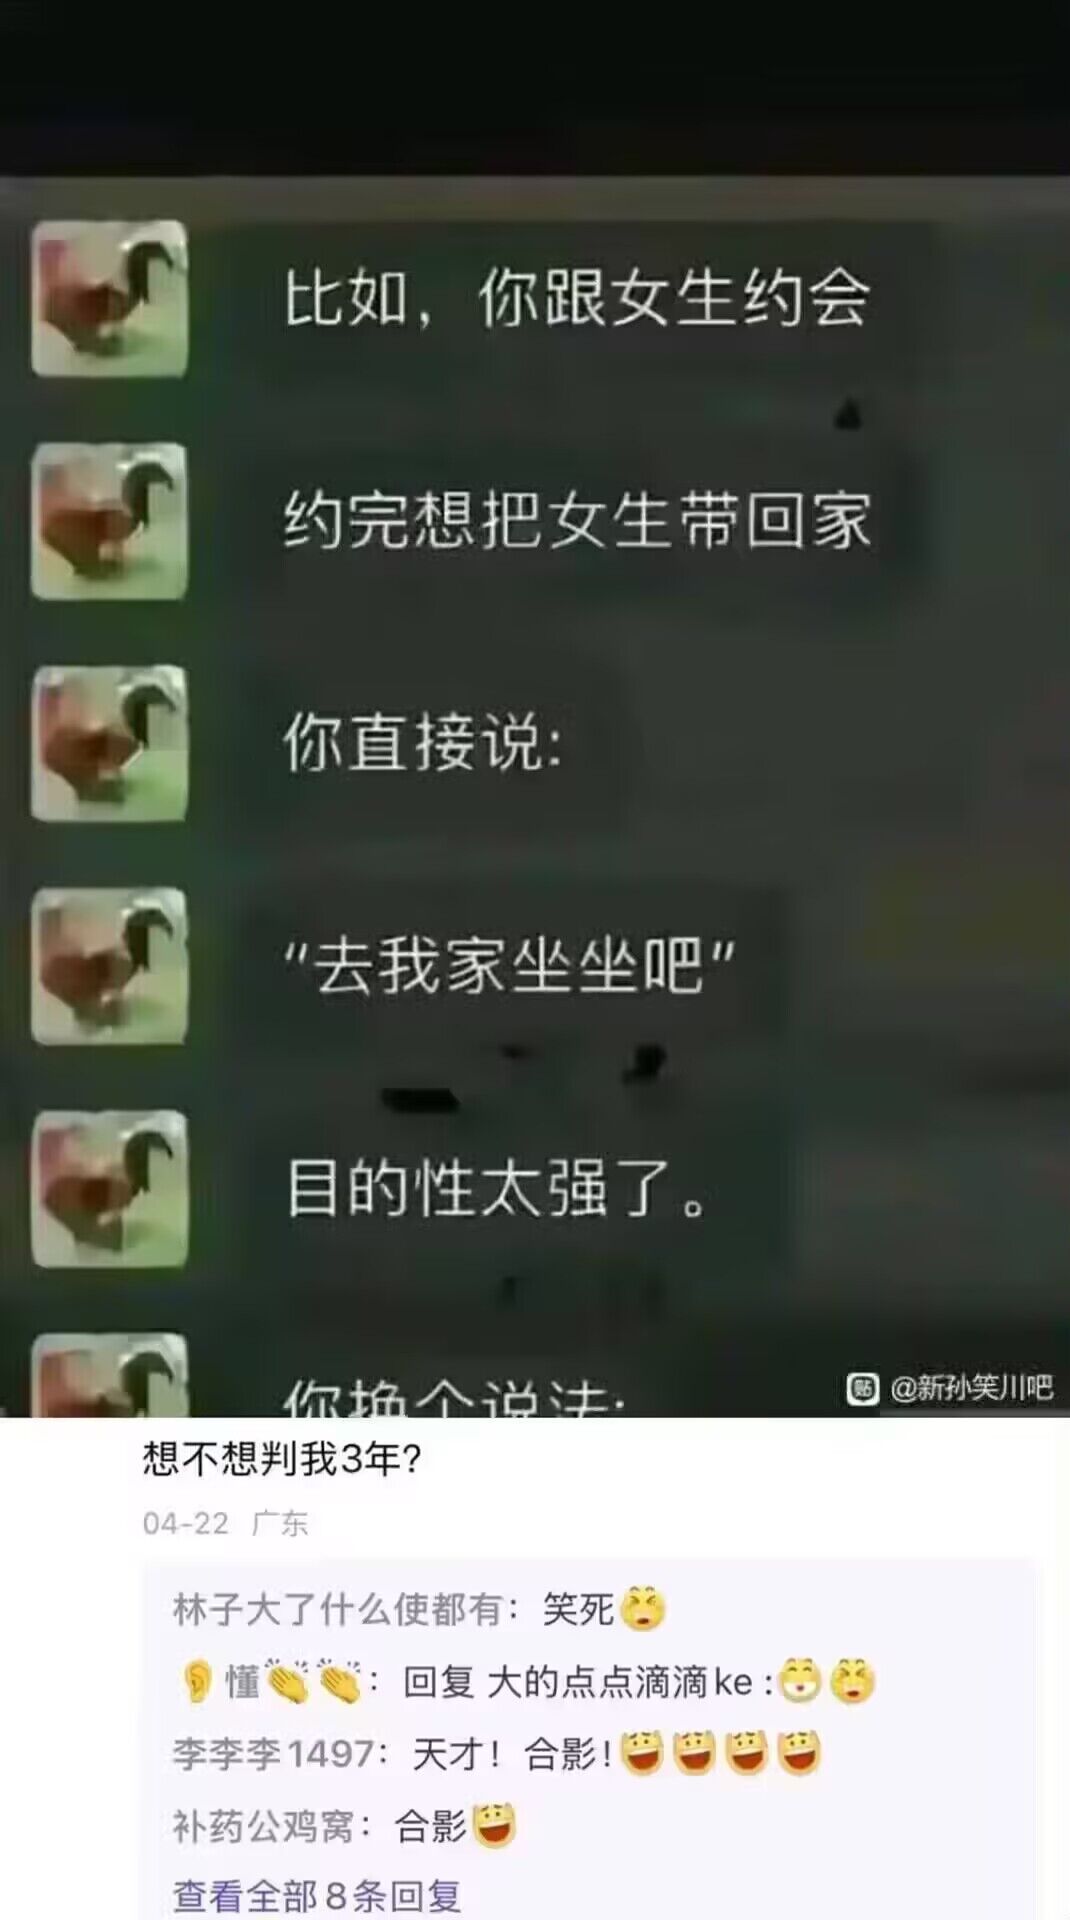 比如，你跟女生约会
约完想把女生带回家
你直接说:
“去我家坐坐吧”
目的性太强了。
你换个说法:
贴 @新孙笑川吧
想不想判我3年?
04-22 广东
林子大了什么使都有：笑死
懂：回复 大的点点滴滴ke :
李李李1497：天才！合影！
补药公鸡窝：合影
查看全部8条回复